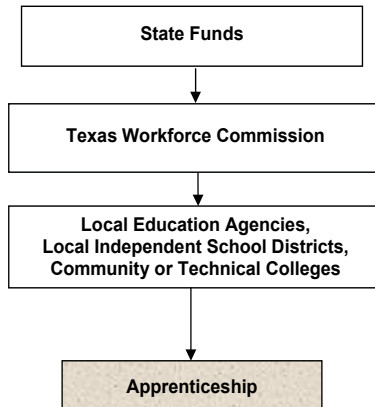 State Funds
Texas Workforce Commission
Local Education Agencies,
Local Independent School Districts,
Community or Technical Colleges
Apprenticeship